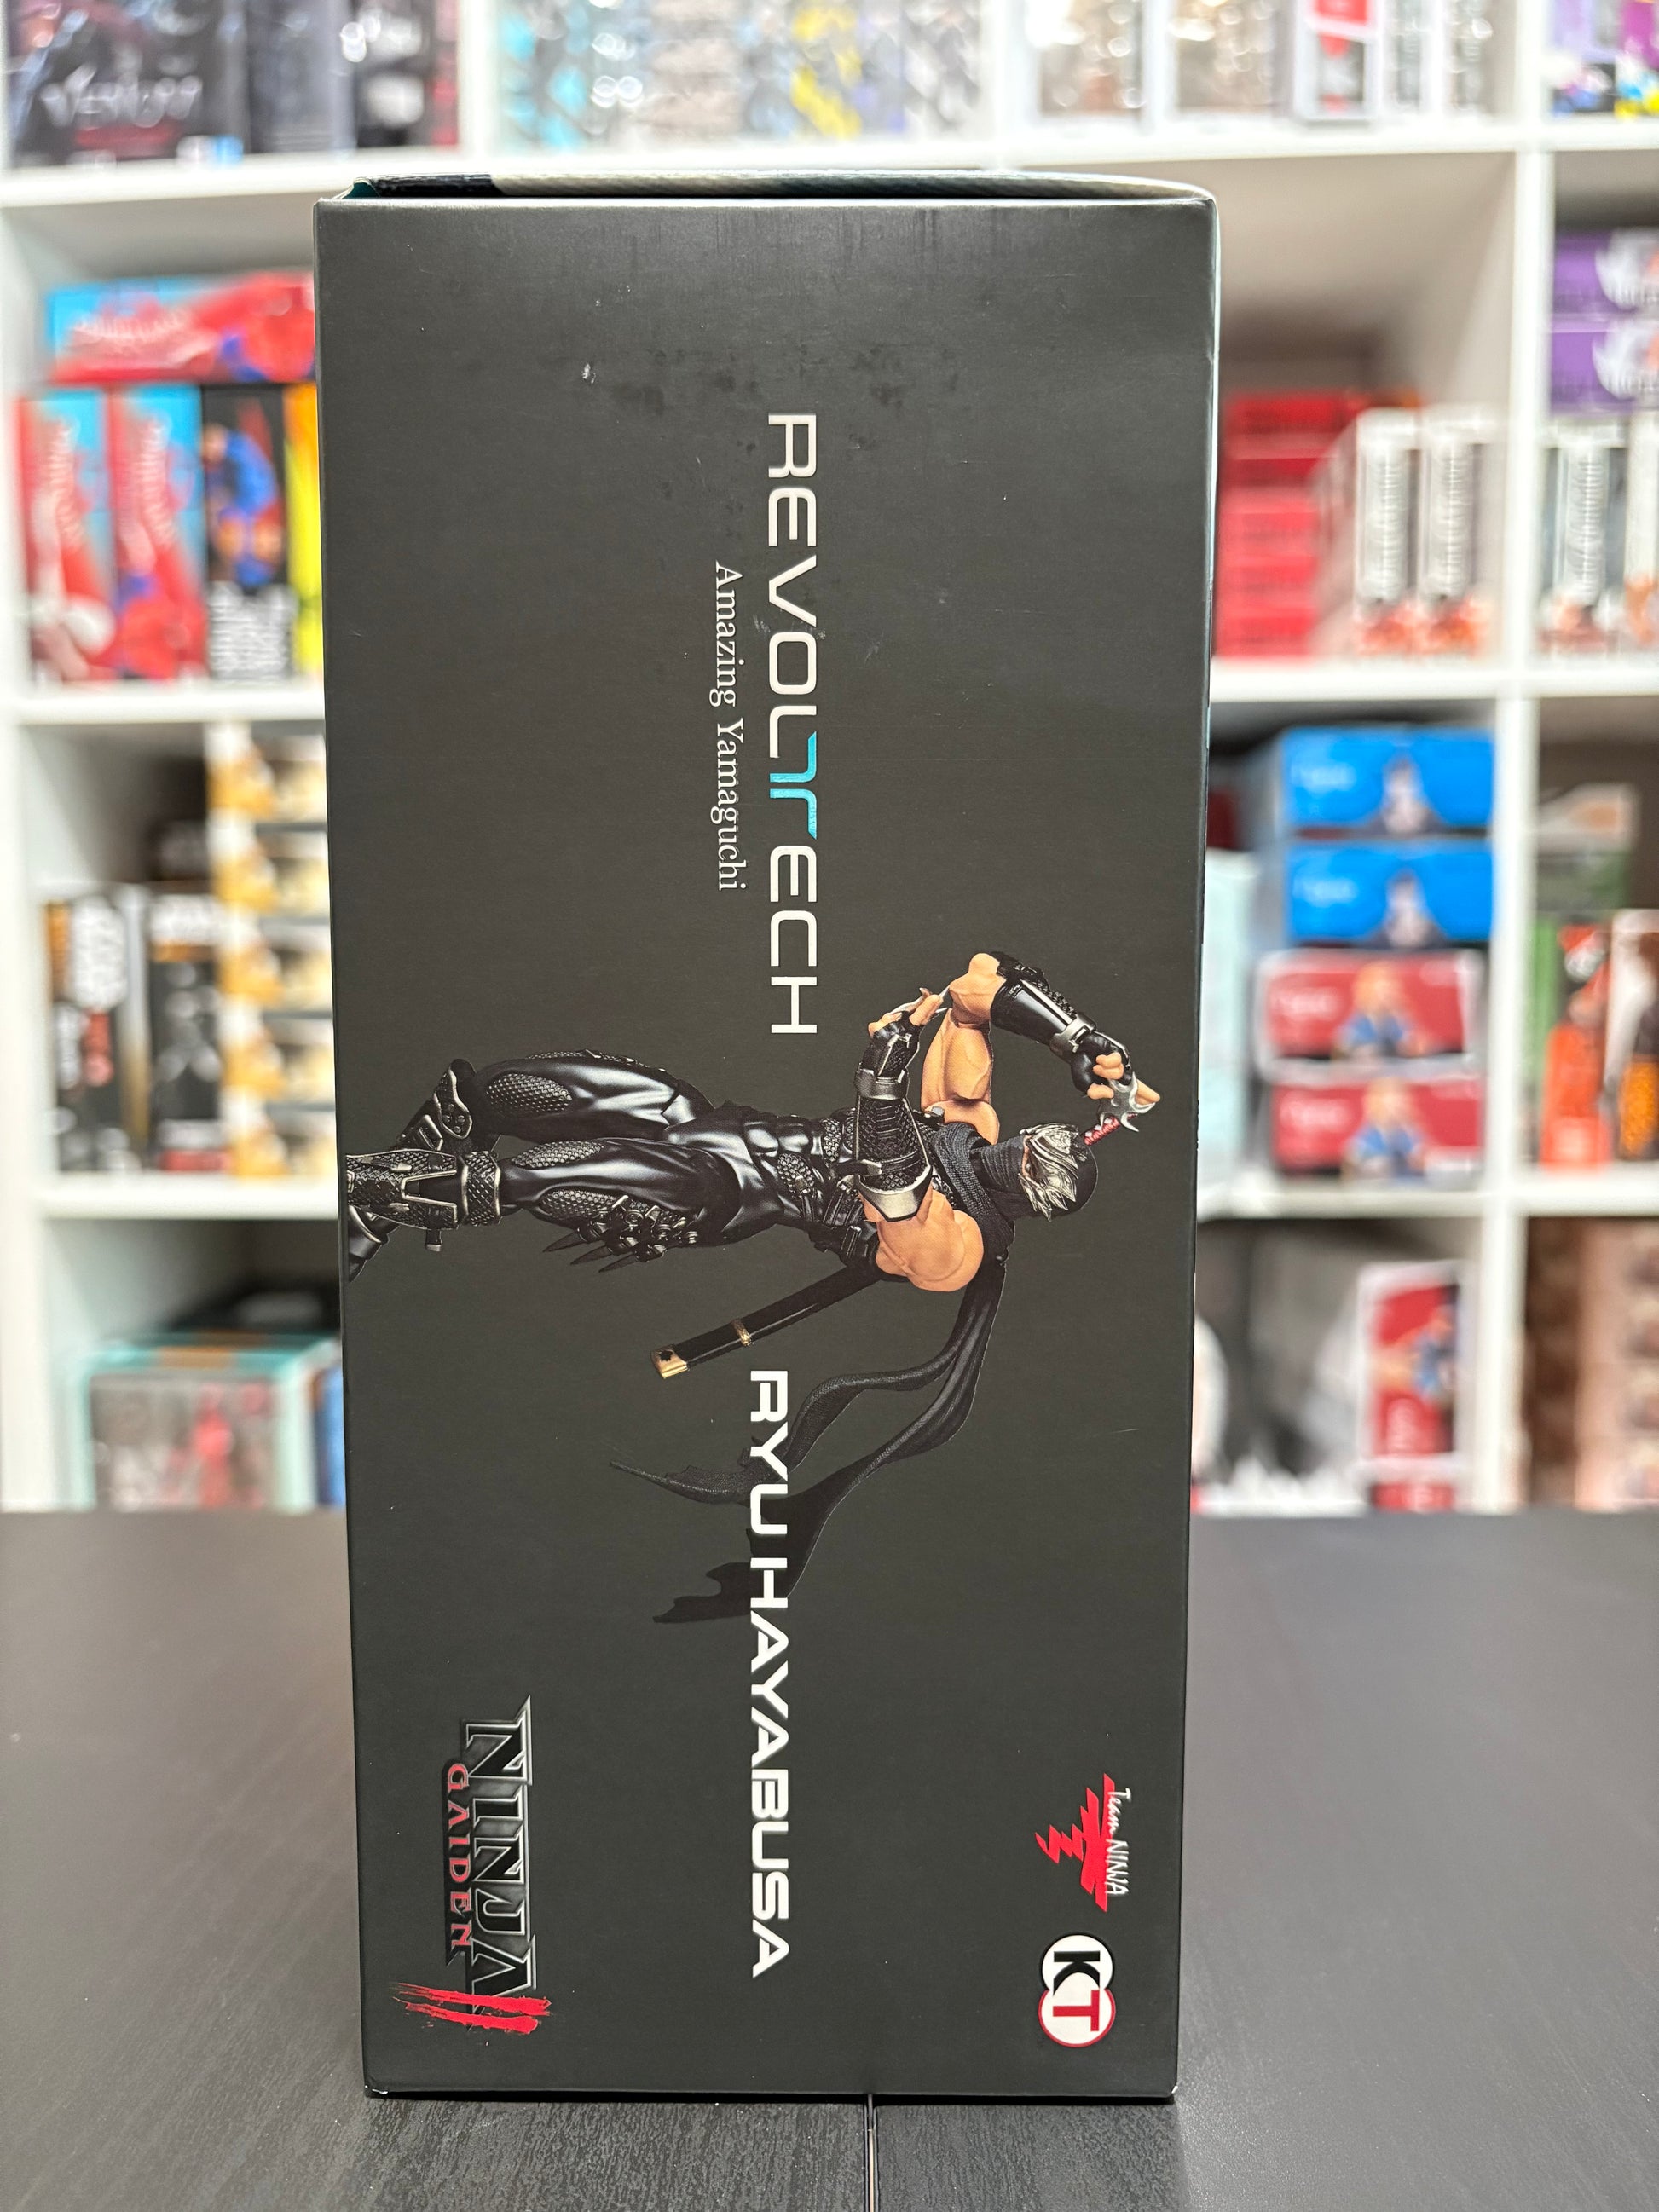 REVOLTECH
Amazing Yamaguchi
RYU HAYABUSA
Team NINJA
KT
NINJA
GAIDEN
II